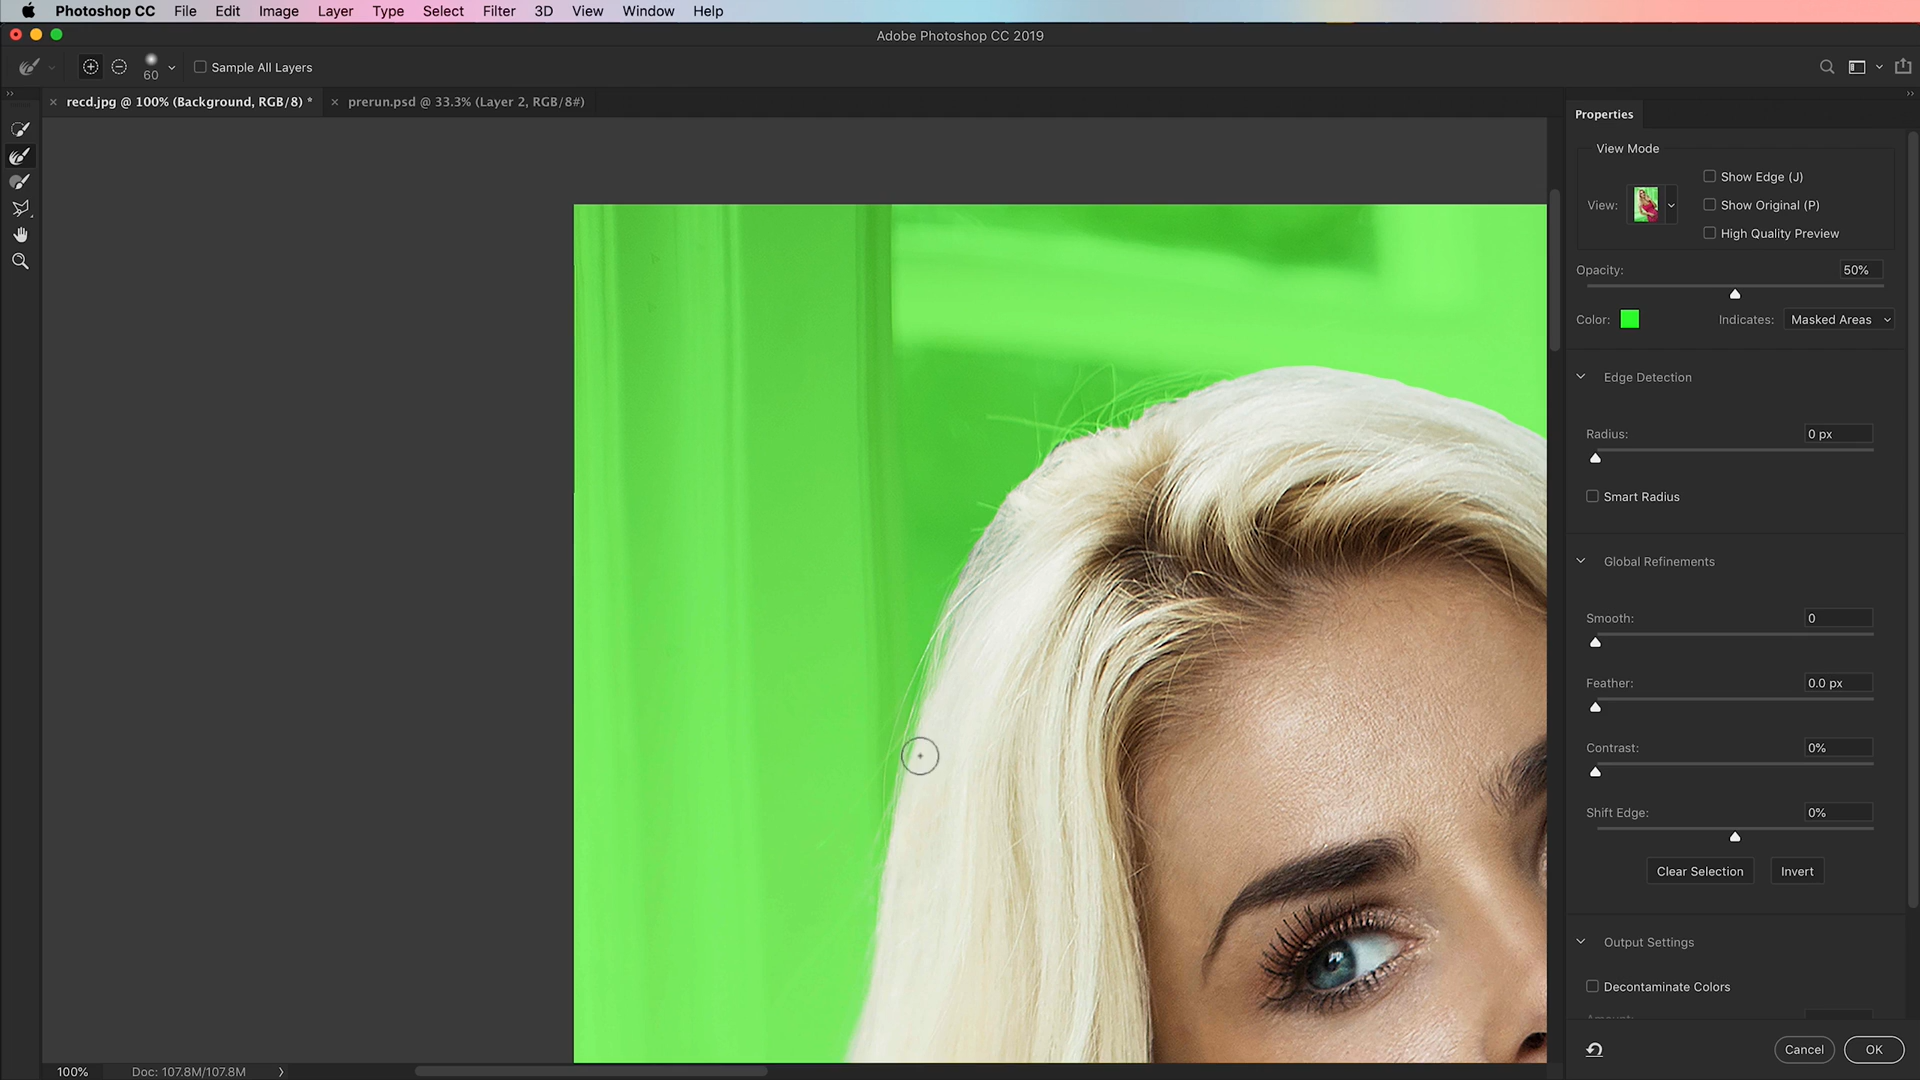 Photoshop CC File Edit Image Layer Type Select Filter 3D View Window Help
Adobe Photoshop CC 2019
60 Sample All Layers
recd.jpg @ 100% (Background, RGB/8) * prerun.psd @ 33.3% (Layer 2, RGB/8#)
Properties
View Mode
Show Edge (J)
View: Show Original (P)
High Quality Preview
Opacity: 50%
Color: Indicates: Masked Areas
Edge Detection
Radius: 0 px
Smart Radius
Global Refinements
Smooth: 0
Feather: 0.0 px
Contrast: 0%
Shift Edge: 0%
Clear Selection Invert
Output Settings
Decontaminate Colors
Cancel OK
100% Doc: 107.8M/107.8M